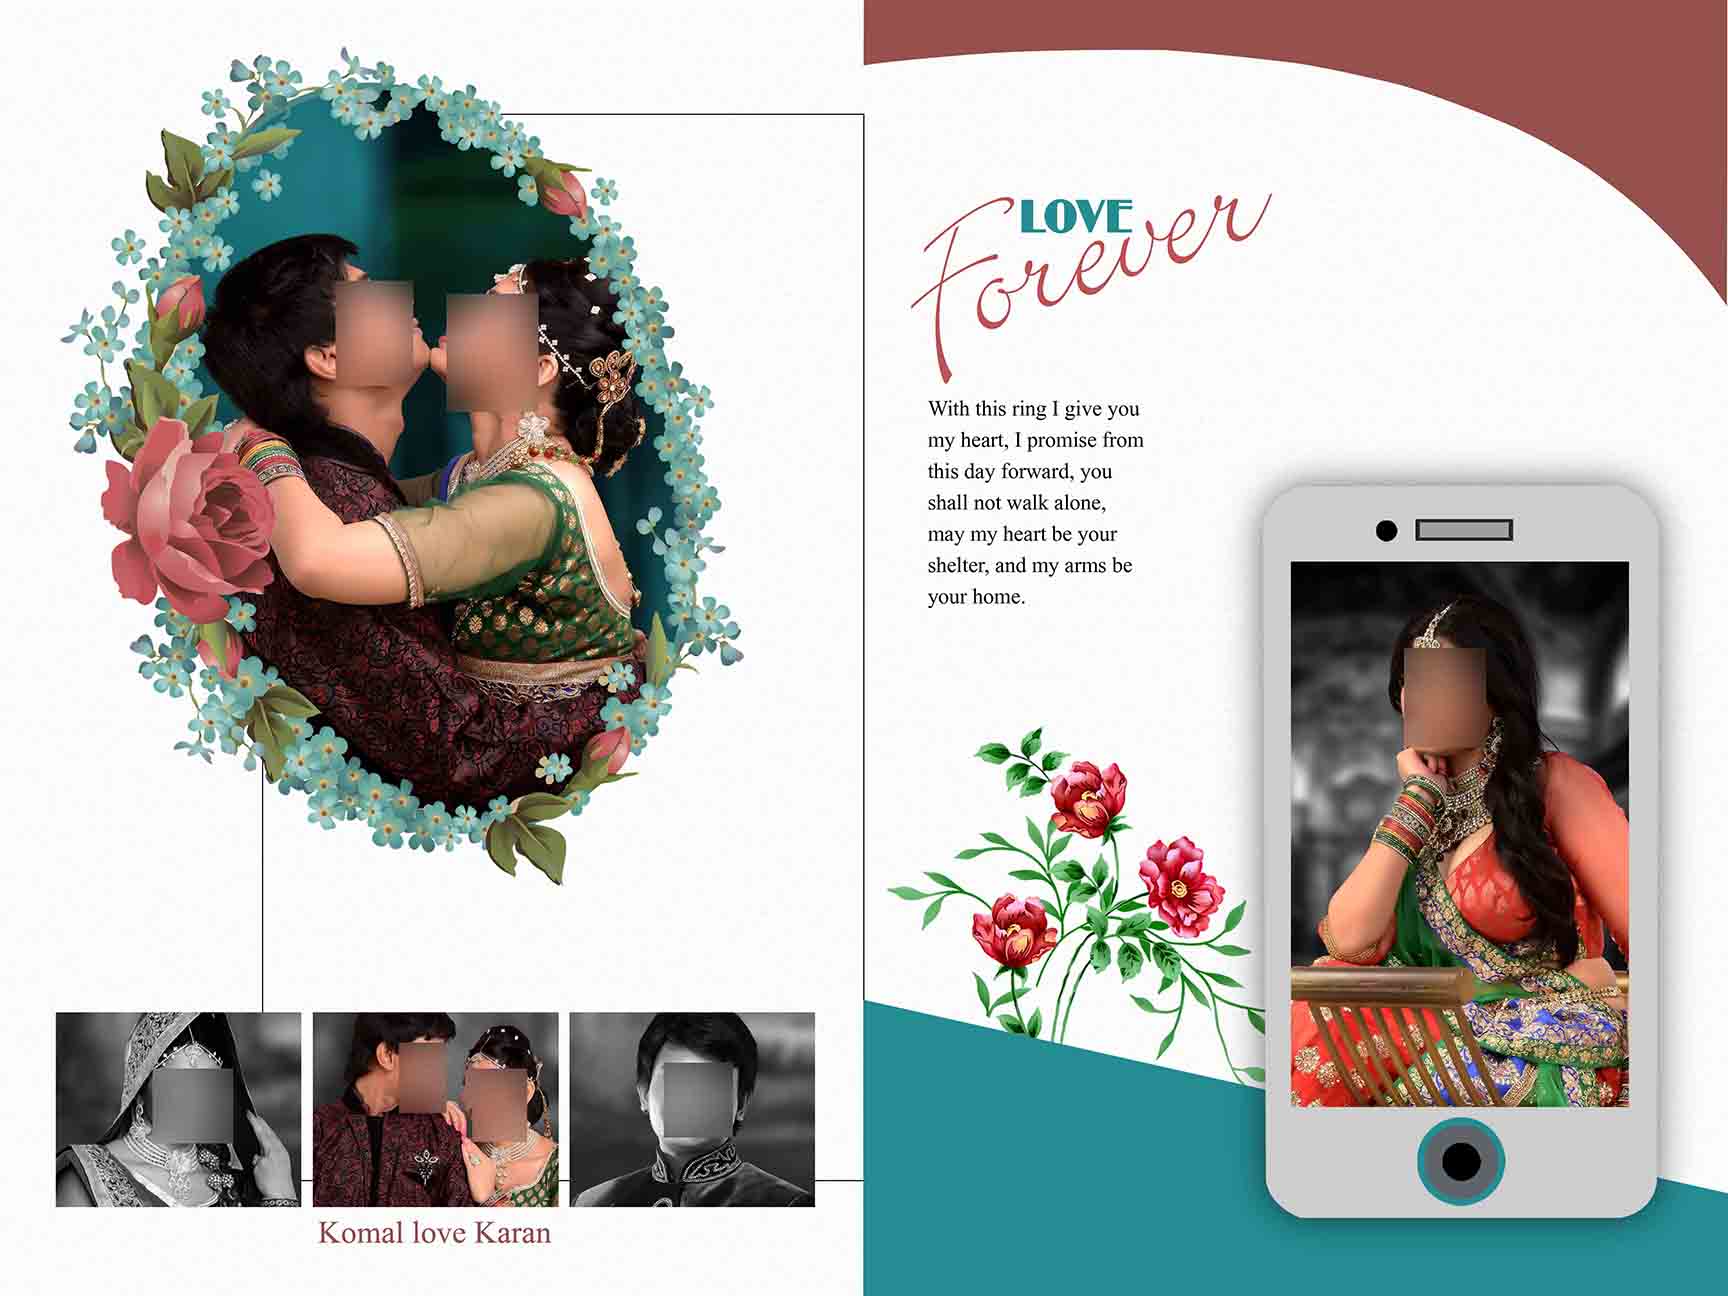 LOVE
Forever
With this ring I give you
my heart, I promise from
this day forward, you
shall not walk alone,
may my heart be your
shelter, and my arms be
your home.
Komal love Karan